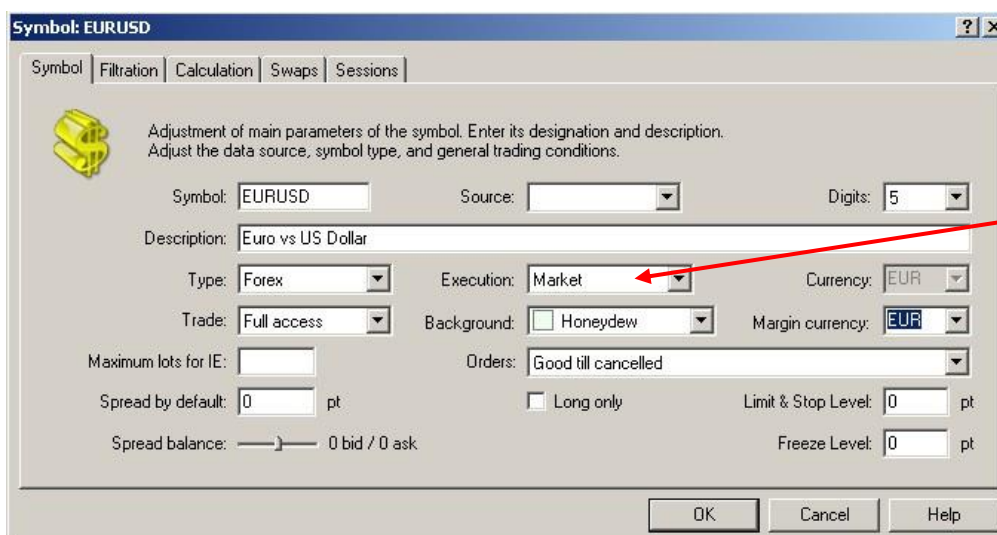 Symbol: EURUSD
Symbol Filtration Calculation Swaps Sessions
Adjustment of main parameters of the symbol. Enter its designation and description.
Adjust the data source, symbol type, and general trading conditions.
Symbol: EURUSD Source: Digits: 5
Description: Euro vs US Dollar
Type: Forex Execution: Market Currency: EUR
Trade: Full access Background: Honeydew Margin currency: EUR
Maximum lots for IE: Orders: Good till cancelled
Spread by default: 0 pt Long only Limit & Stop Level: 0 pt
Spread balance: 0 bid / 0 ask Freeze Level: 0 pt
OK Cancel Help